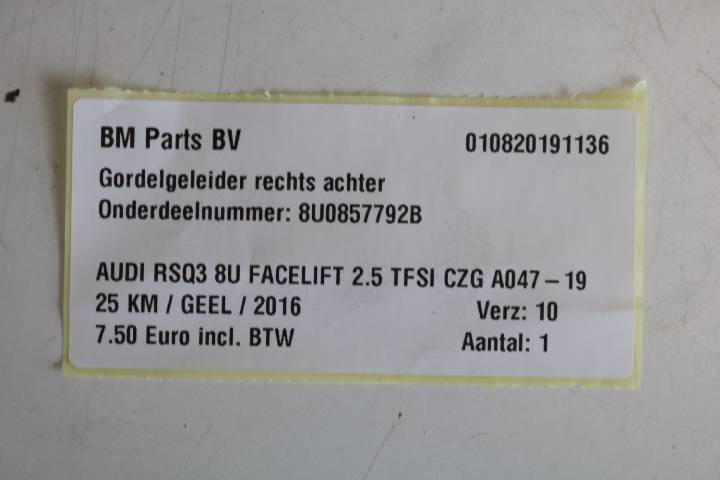 BM Parts BV 010820191136
Gordelgeleider rechts achter
Onderdeelnummer: 8U0857792B
AUDI RSQ3 8U FACELIFT 2.5 TFSI CZG A047-19
25 KM / GEEL / 2016 Verz: 10
7.50 Euro incl. BTW Aantal: 1